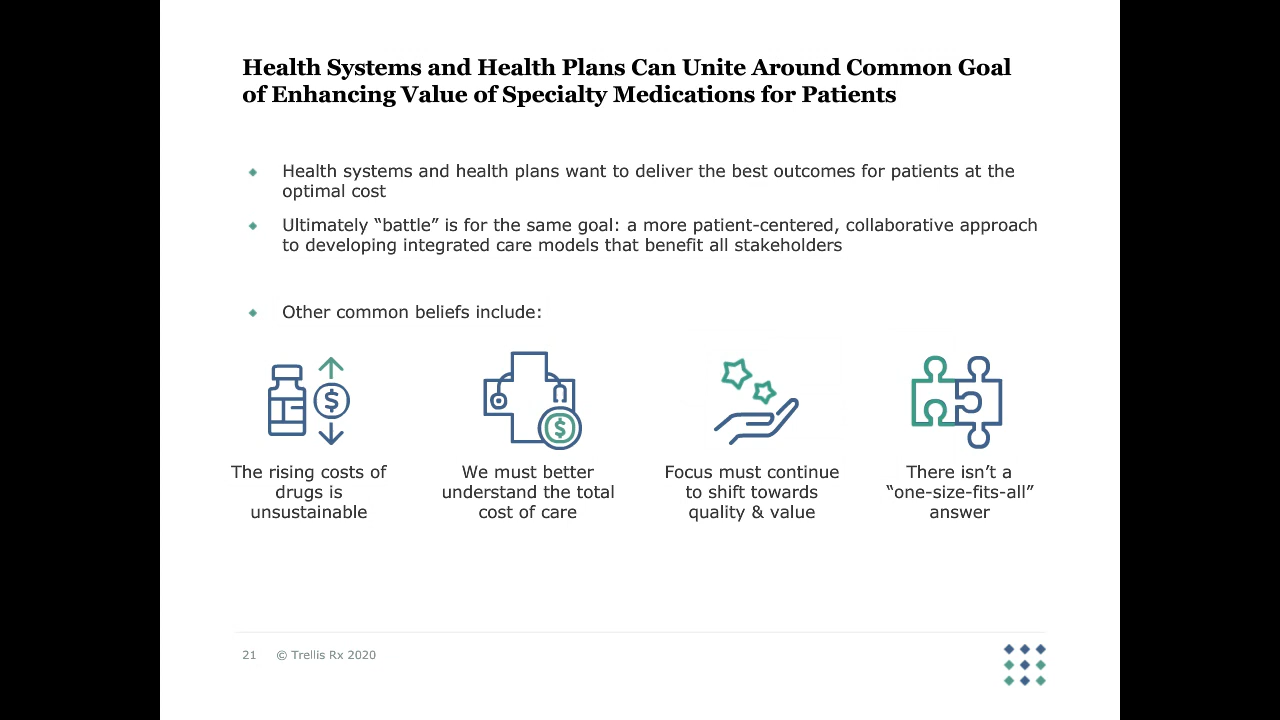 Health Systems and Health Plans Can Unite Around Common Goal
of Enhancing Value of Specialty Medications for Patients
Health systems and health plans want to deliver the best outcomes for patients at the
optimal cost
Ultimately “battle” is for the same goal: a more patient-centered, collaborative approach
to developing integrated care models that benefit all stakeholders
Other common beliefs include:
$
$
The rising costs of
drugs is
unsustainable
We must better
understand the total
cost of care
Focus must continue
to shift towards
quality & value
There isn’t a
“one-size-fits-all”
answer
21 © Trellis Rx 2020